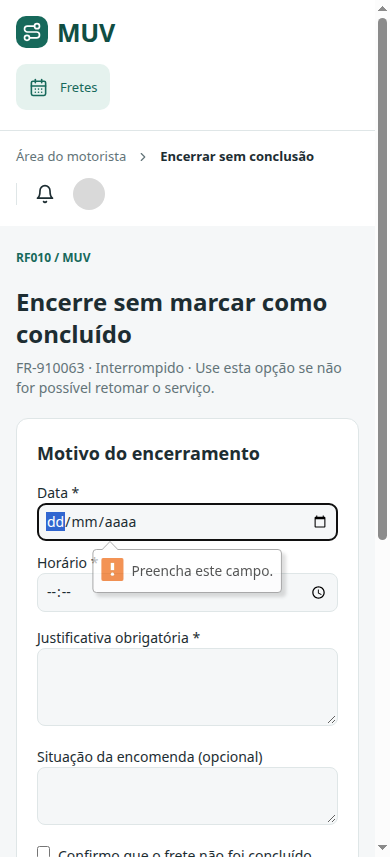 MUV
Fretes
Área do motorista > Encerrar sem conclusão
RF010 / MUV
Encerre sem marcar como
concluído
FR-910063 · Interrompido · Use esta opção se não
for possível retomar o serviço.
Motivo do encerramento
Data *
dd/mm/aaaa
Preencha este campo.
Horário *
--:--
Justificativa obrigatória *
Situação da encomenda (opcional)
Confirmo que o frete não foi concluído